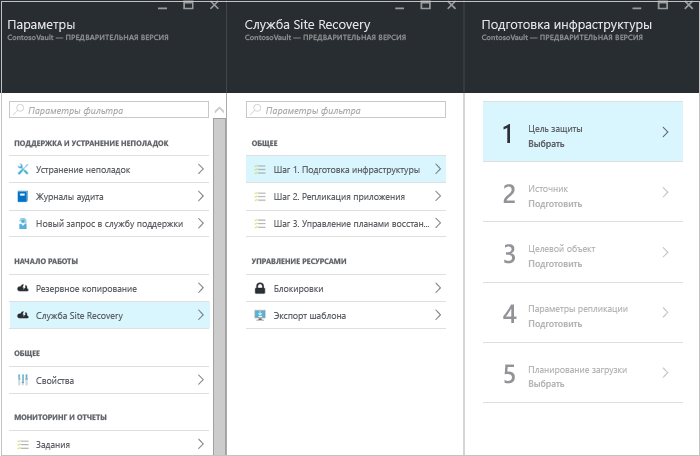 Параметры
ContosoVault — ПРЕДВАРИТЕЛЬНАЯ ВЕРСИЯ
Параметры фильтра
ПОДДЕРЖКА И УСТРАНЕНИЕ НЕПОЛАДОК
Устранение неполадок
Журналы аудита
Новый запрос в службу поддержки
НАЧАЛО РАБОТЫ
Резервное копирование
Служба Site Recovery
ОБЩЕЕ
Свойства
МОНИТОРИНГ И ОТЧЕТЫ
Задания
Служба Site Recovery
ContosoVault — ПРЕДВАРИТЕЛЬНАЯ ВЕРСИЯ
Параметры фильтра
ОБЩЕЕ
Шаг 1. Подготовка инфраструктуры
Шаг 2. Репликация приложения
Шаг 3. Управление планами восстан...
УПРАВЛЕНИЕ РЕСУРСАМИ
Блокировки
Экспорт шаблона
Подготовка инфраструктуры
ContosoVault — ПРЕДВАРИТЕЛЬНАЯ ВЕРСИЯ
1 Цель защиты
Выбрать
2 Источник
Подготовить
3 Целевой объект
Подготовить
4 Параметры репликации
Подготовить
5 Планирование загрузки
Выбрать